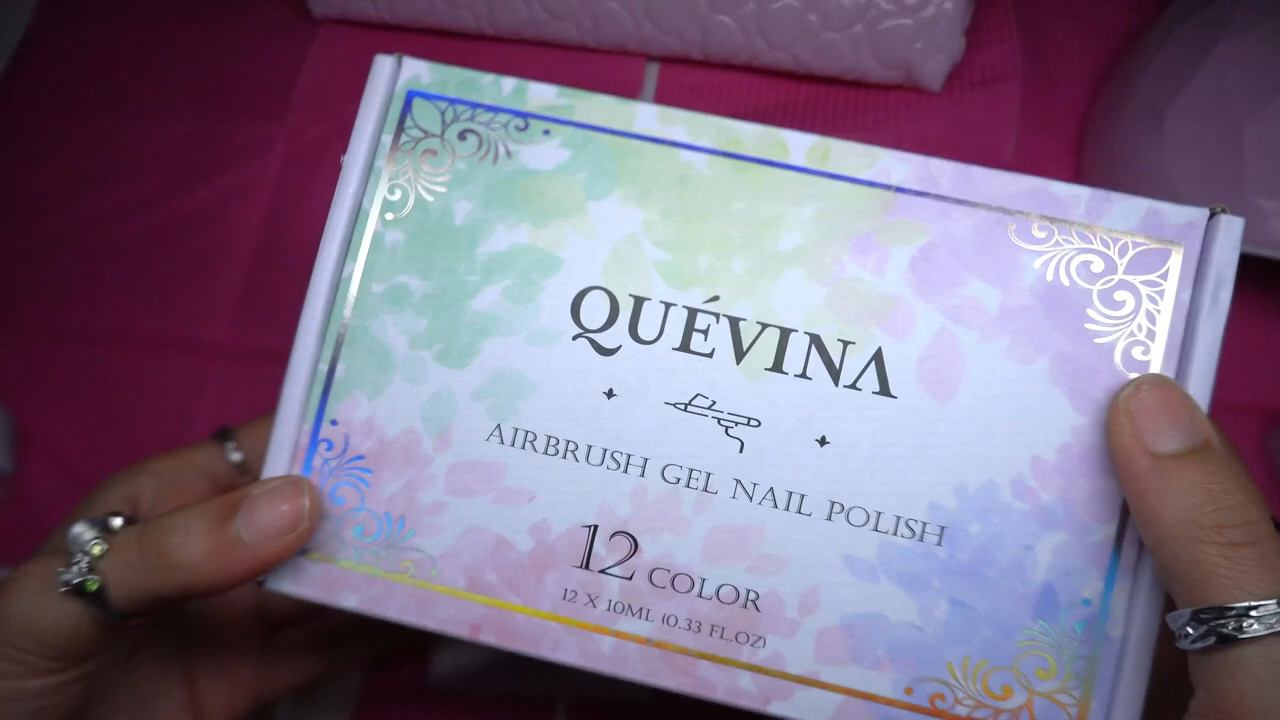 QUÉVINA
AIRBRUSH GEL NAIL POLISH
12 COLOR
12 X 10ML (0.33 FL.OZ)